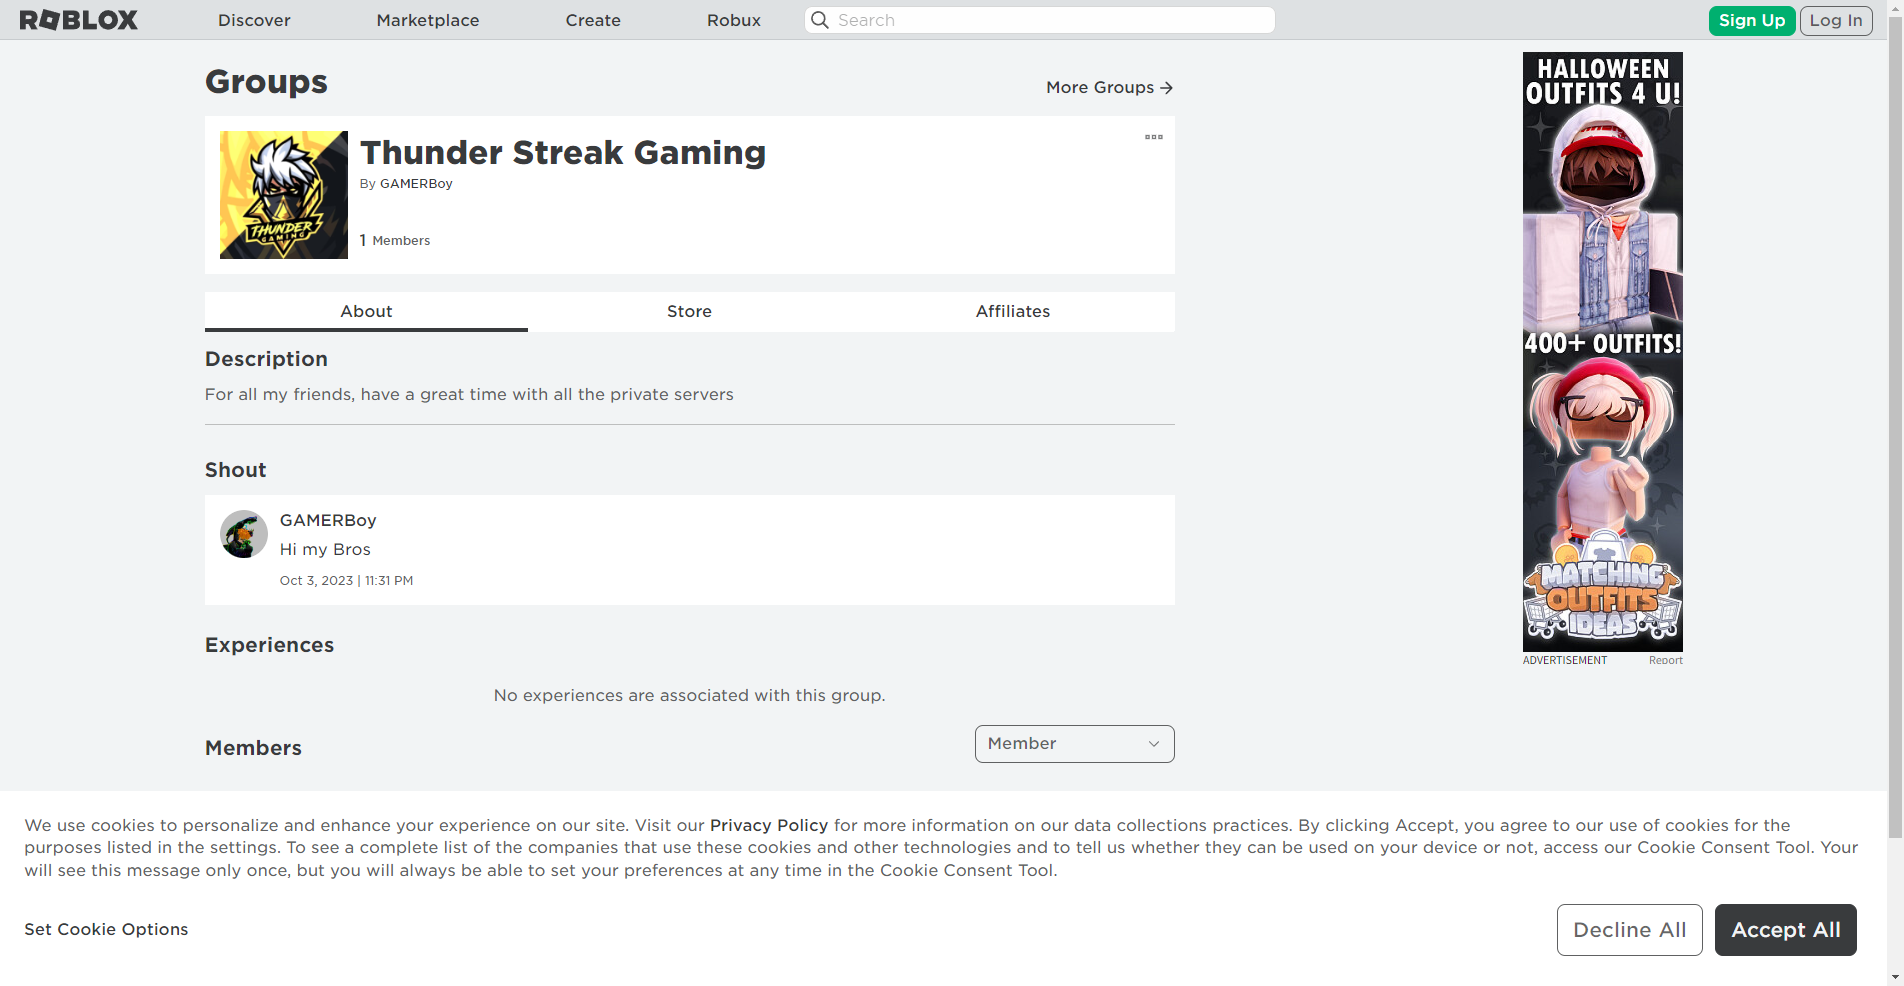 ROBLOX
Discover
Marketplace
Create
Robux
Search
Sign Up
Log In
Groups
More Groups
THUNDER
GAMING
Thunder Streak Gaming
By GAMERBoy
1 Members
About
Store
Affiliates
Description
For all my friends, have a great time with all the private servers
Shout
GAMERBoy
Hi my Bros
Oct 3, 2023 | 11:31 PM
Experiences
No experiences are associated with this group.
Members
Member
HALLOWEEN
OUTFITS 4 U!
400+ OUTFITS!
MATCHING
OUTFITS
IDEAS
ADVERTISEMENT
Report
We use cookies to personalize and enhance your experience on our site. Visit our Privacy Policy for more information on our data collections practices. By clicking Accept, you agree to our use of cookies for the
purposes listed in the settings. To see a complete list of the companies that use these cookies and other technologies and to tell us whether they can be used on your device or not, access our Cookie Consent Tool. Your
will see this message only once, but you will always be able to set your preferences at any time in the Cookie Consent Tool.
Set Cookie Options
Decline All
Accept All